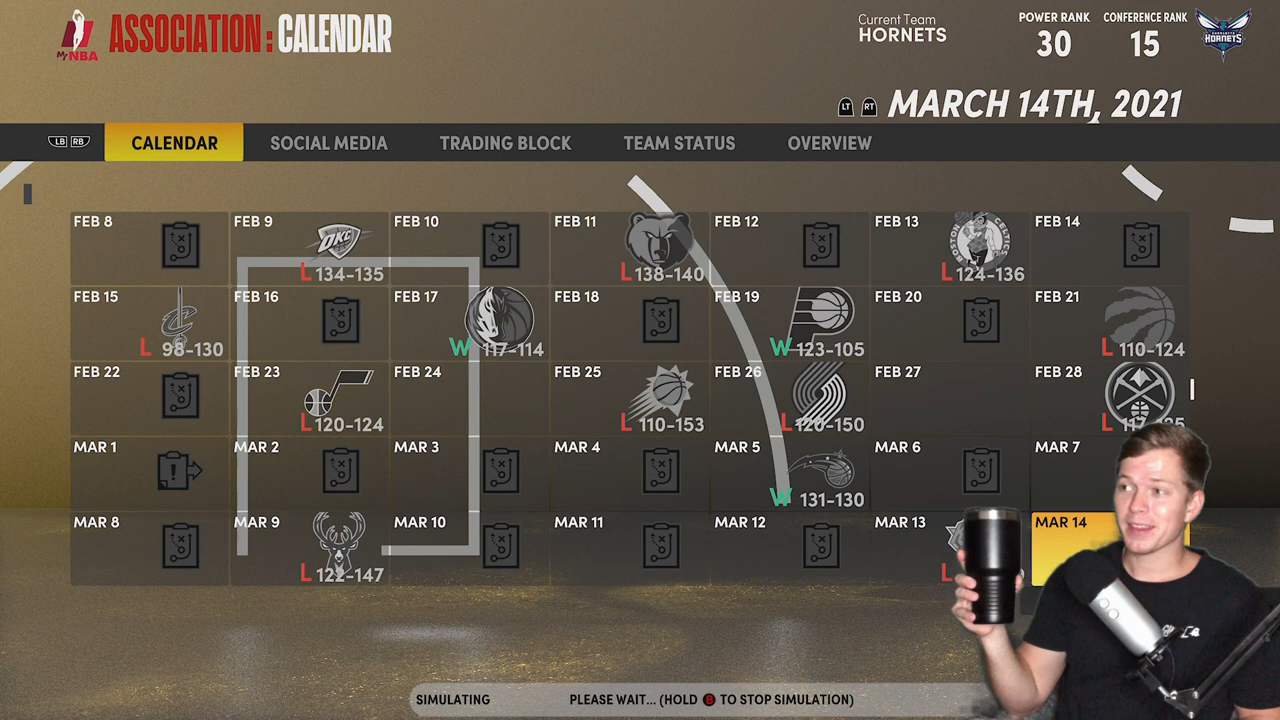 MyNBA
ASSOCIATION: CALENDAR
Current Team
HORNETS
POWER RANK
30
CONFERENCE RANK
15
HORNETS
LT RT MARCH 14TH, 2021
LB RB
CALENDAR
SOCIAL MEDIA
TRADING BLOCK
TEAM STATUS
OVERVIEW
FEB 8
FEB 9
OKC
L 134-135
FEB 10
FEB 11
L 138-140
FEB 12
FEB 13
BOSTON CELTICS
L 124-136
FEB 14
FEB 15
L 98-130
FEB 16
FEB 17
W 117-114
FEB 18
FEB 19
W 123-105
FEB 20
FEB 21
L 110-124
FEB 22
FEB 23
L 120-124
FEB 24
FEB 25
L 110-153
FEB 26
L 120-150
FEB 27
FEB 28
L
MAR 1
MAR 2
MAR 3
MAR 4
MAR 5
W 131-130
MAR 6
MAR 7
MAR 8
MAR 9
L 122-147
MAR 10
MAR 11
MAR 12
MAR 13
L
MAR 14
SIMULATING
PLEASE WAIT... (HOLD B TO STOP SIMULATION)